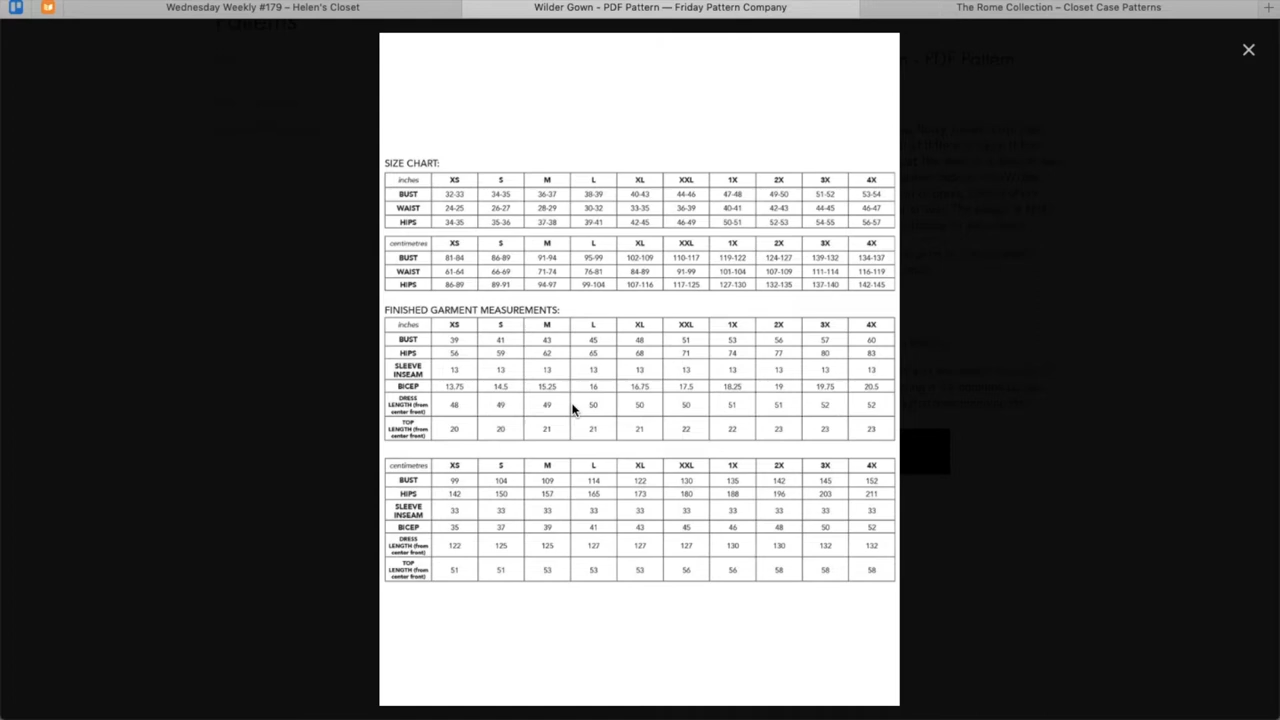 Wednesday Weekly #179 – Helen's Closet
Wilder Gown - PDF Pattern — Friday Pattern Company
The Rome Collection – Closet Case Patterns
Patterns
n - PDF Pattern
SIZE CHART:
inches XS S M L XL XXL 1X 2X 3X 4X
BUST 32-33 34-35 36-37 38-39 40-43 44-46 47-48 49-50 51-52 53-54
WAIST 24-25 26-27 28-29 30-32 33-35 36-39 40-41 42-43 44-45 46-47
HIPS 34-35 35-36 37-38 39-41 42-45 46-49 50-51 52-53 54-55 56-57
centimetres XS S M L XL XXL 1X 2X 3X 4X
BUST 81-84 86-89 91-94 95-99 102-109 110-117 119-122 124-127 139-132 134-137
WAIST 61-64 66-69 71-74 76-81 84-89 91-99 101-104 107-109 111-114 116-119
HIPS 86-89 89-91 94-97 99-104 107-116 117-125 127-130 132-135 137-140 142-145
FINISHED GARMENT MEASUREMENTS:
inches XS S M L XL XXL 1X 2X 3X 4X
BUST 39 41 43 45 48 51 53 56 57 60
HIPS 56 59 62 65 68 71 74 77 80 83
SLEEVE
INSEAM 13 13 13 13 13 13 13 13 13 13
BICEP 13.75 14.5 15.25 16 16.75 17.5 18.25 19 19.75 20.5
DRESS
LENGTH (from 48 49 49 50 50 50 51 51 52 52
center front)
TOP
LENGTH (from 20 20 21 21 21 22 22 23 23 23
center front)
centimetres XS S M L XL XXL 1X 2X 3X 4X
BUST 99 104 109 114 122 130 135 142 145 152
HIPS 142 150 157 165 173 180 188 196 203 211
SLEEVE
INSEAM 33 33 33 33 33 33 33 33 33 33
BICEP 35 37 39 41 43 45 46 48 50 52
DRESS
LENGTH (from 122 125 125 127 127 127 130 130 132 132
center front)
TOP
LENGTH (from 51 51 53 53 53 56 56 58 58 58
center front)